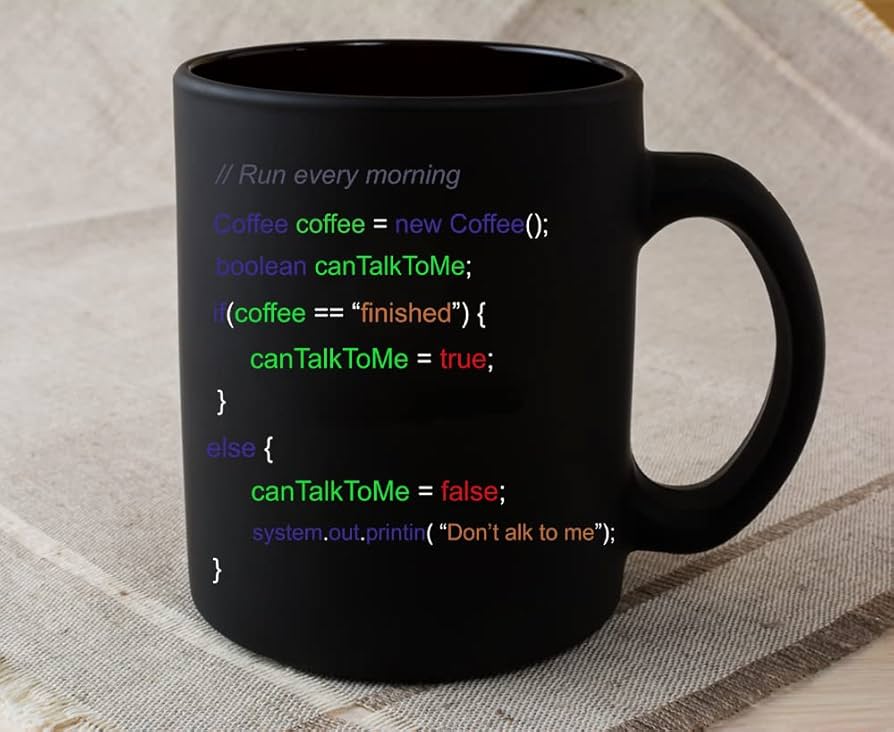 // Run every morning
Coffee coffee = new Coffee();
boolean canTalkToMe;
if(coffee == “finished”) {
canTalkToMe = true;
}
else {
canTalkToMe = false;
system.out.printin( “Don’t alk to me”);
}